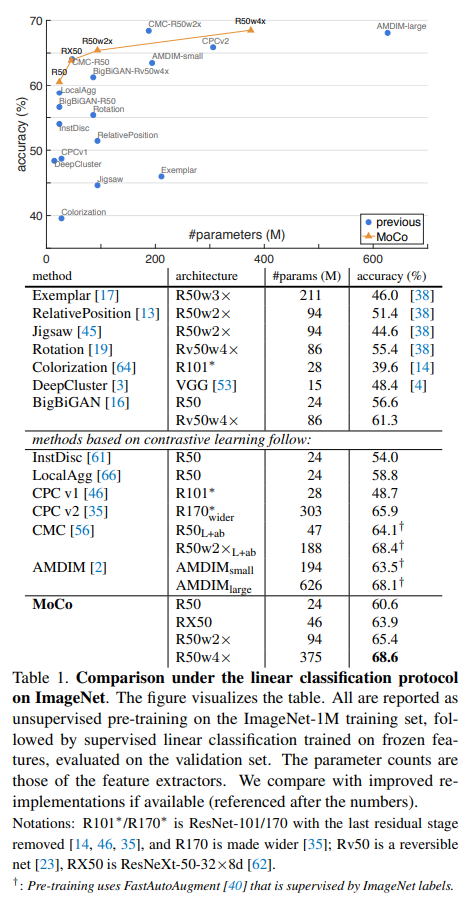 70
60
50
40
accuracy (%)
0
200
400
600
#parameters (M)
CMC-R50w2x
R50w4x
AMDIM-large
R50w2x
CPCv2
RX50
CMC-R50
AMDIM-small
R50
BigBiGAN-Rv50w4x
LocalAgg
BigBiGAN-R50
Rotation
InstDisc
RelativePosition
CPCv1
DeepCluster
Exemplar
Jigsaw
Colorization
previous
MoCo
method architecture #params (M) accuracy (%)
Exemplar [17] R50w3× 211 46.0 [38]
RelativePosition [13] R50w2× 94 51.4 [38]
Jigsaw [45] R50w2× 94 44.6 [38]
Rotation [19] Rv50w4× 86 55.4 [38]
Colorization [64] R101* 28 39.6 [14]
DeepCluster [3] VGG [53] 15 48.4 [4]
BigBiGAN [16] R50 24 56.6
Rv50w4× 86 61.3
methods based on contrastive learning follow:
InstDisc [61] R50 24 54.0
LocalAgg [66] R50 24 58.8
CPC v1 [46] R101* 28 48.7
CPC v2 [35] R170*wider 303 65.9
CMC [56] R50L+ab 47 64.1†
R50w2×L+ab 188 68.4†
AMDIM [2] AMDIMsmall 194 63.5†
AMDIMlarge 626 68.1†
MoCo R50 24 60.6
RX50 46 63.9
R50w2× 94 65.4
R50w4× 375 68.6
Table 1. Comparison under the linear classification protocol
on ImageNet. The figure visualizes the table. All are reported as
unsupervised pre-training on the ImageNet-1M training set, fol-
lowed by supervised linear classification trained on frozen fea-
tures, evaluated on the validation set. The parameter counts are
those of the feature extractors. We compare with improved re-
implementations if available (referenced after the numbers).
Notations: R101*/R170* is ResNet-101/170 with the last residual stage
removed [14, 46, 35], and R170 is made wider [35]; Rv50 is a reversible
net [23], RX50 is ResNeXt-50-32×8d [62].
†: Pre-training uses FastAutoAugment [40] that is supervised by ImageNet labels.